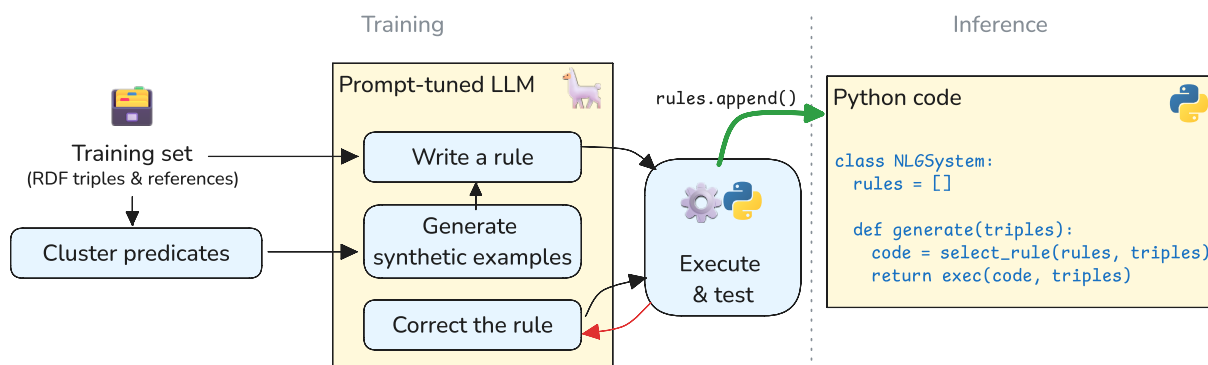 Training
Inference
Prompt-tuned LLM
rules.append()
Python code
Training set
(RDF triples & references)
Write a rule
class NLGSystem:
rules = []
Generate
synthetic examples
def generate(triples):
Cluster predicates
code = select_rule(rules, triples)
return exec(code, triples)
Execute
& test
Correct the rule